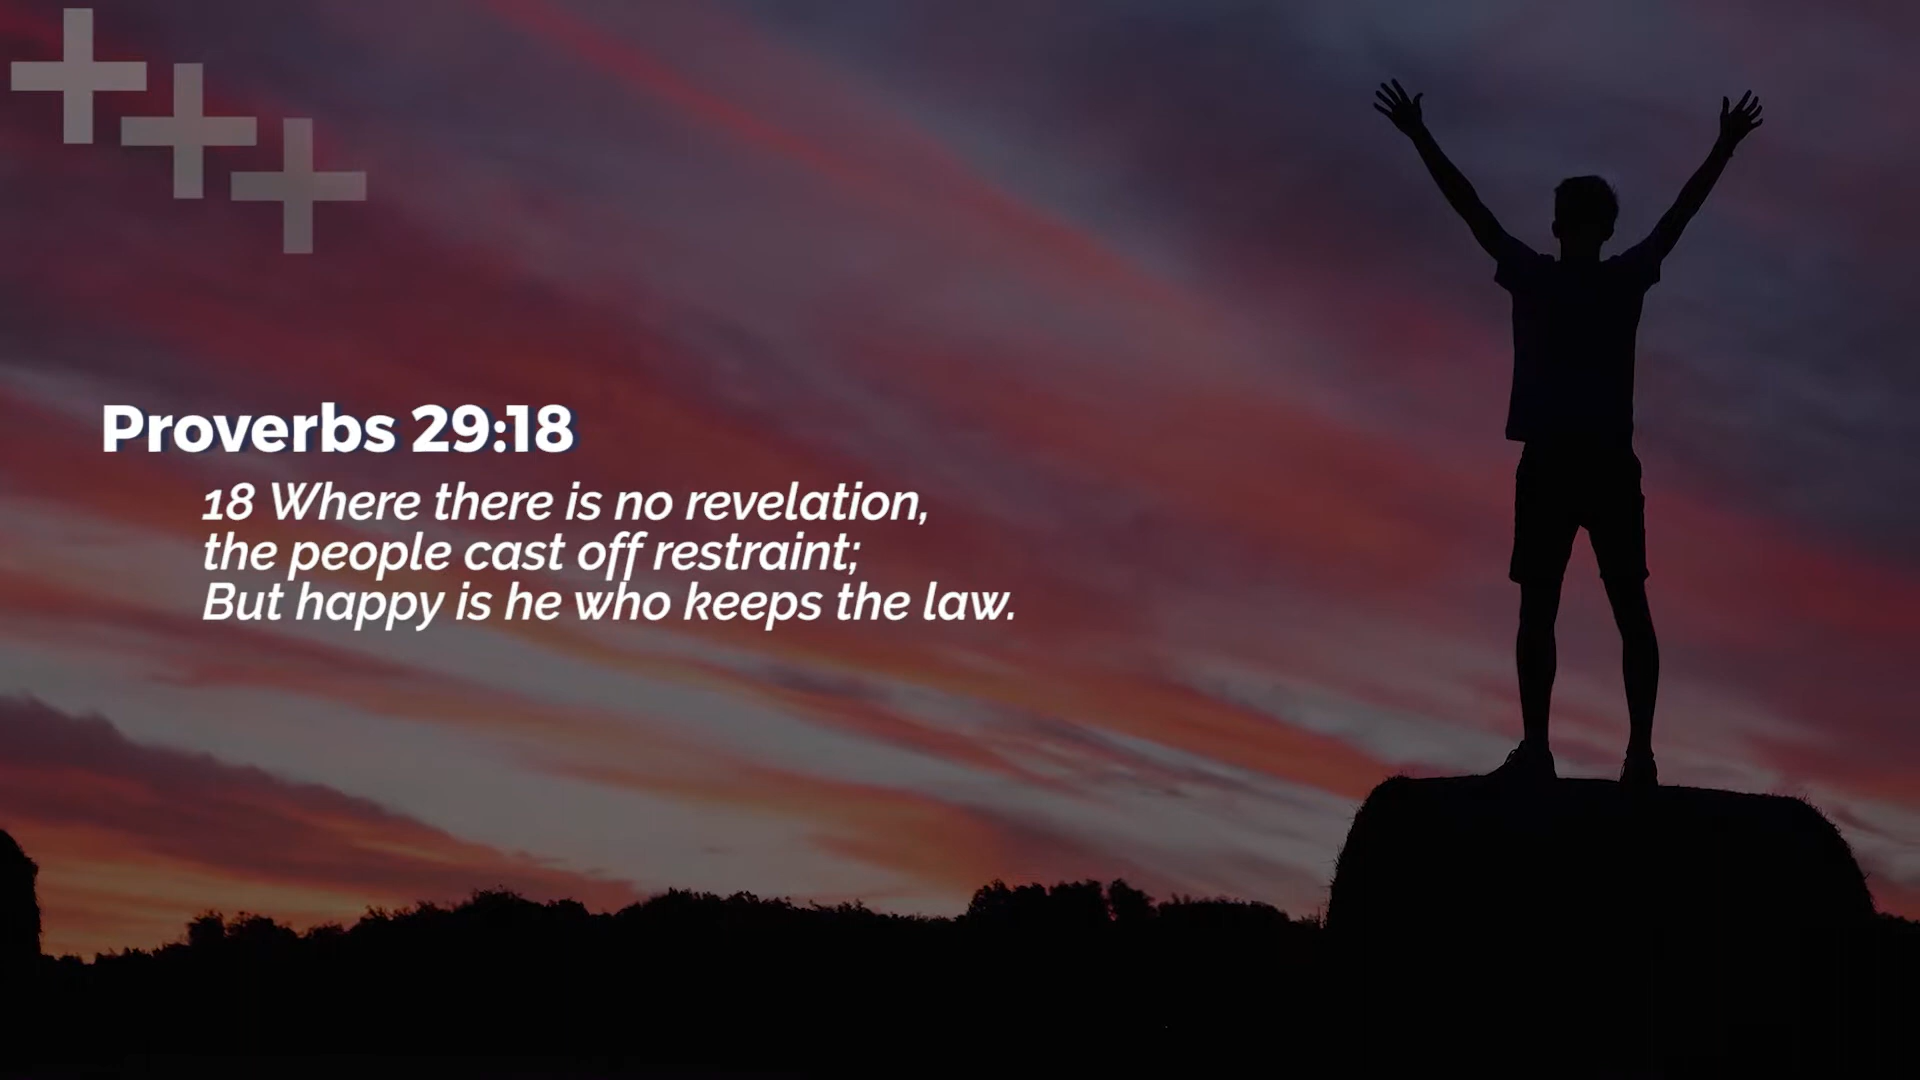 Proverbs 29:18
18 Where there is no revelation,
the people cast off restraint;
But happy is he who keeps the law.